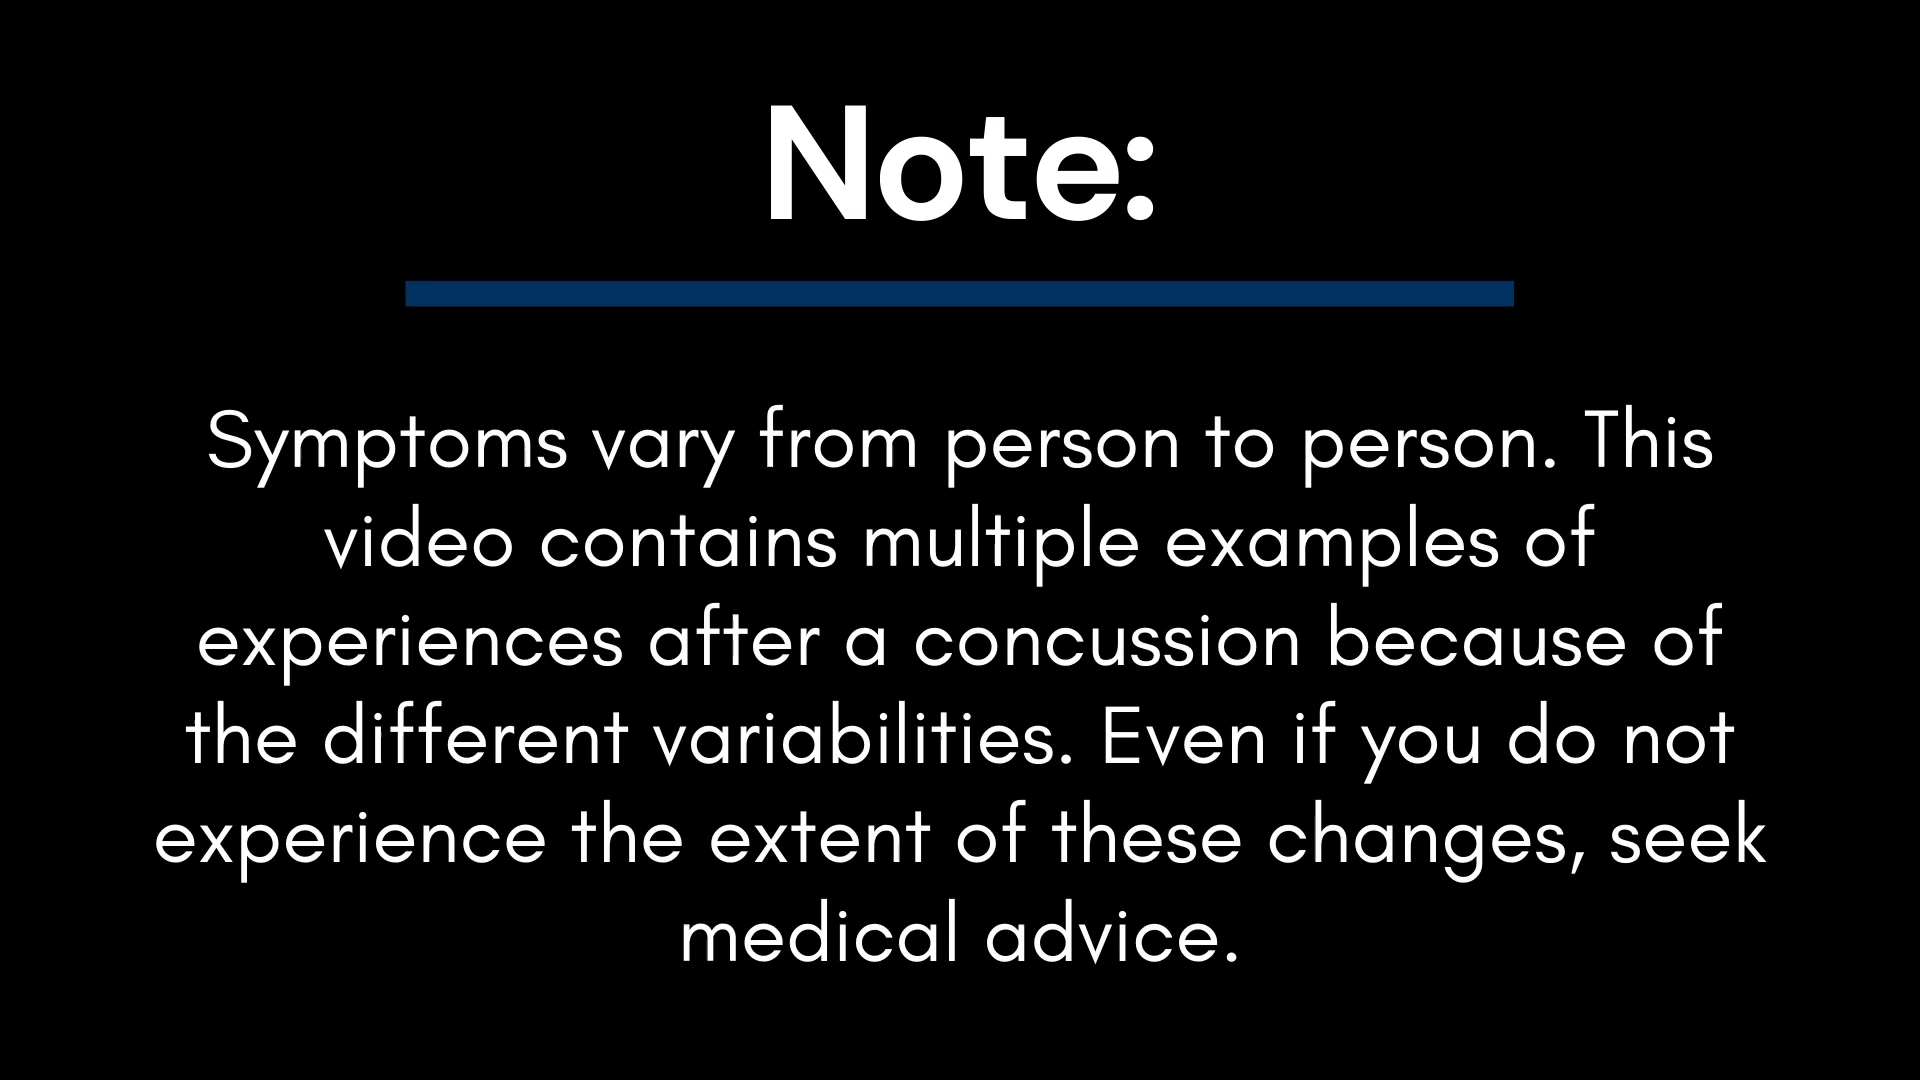 Note:
Symptoms vary from person to person. This
video contains multiple examples of
experiences after a concussion because of
the different variabilities. Even if you do not
experience the extent of these changes, seek
medical advice.